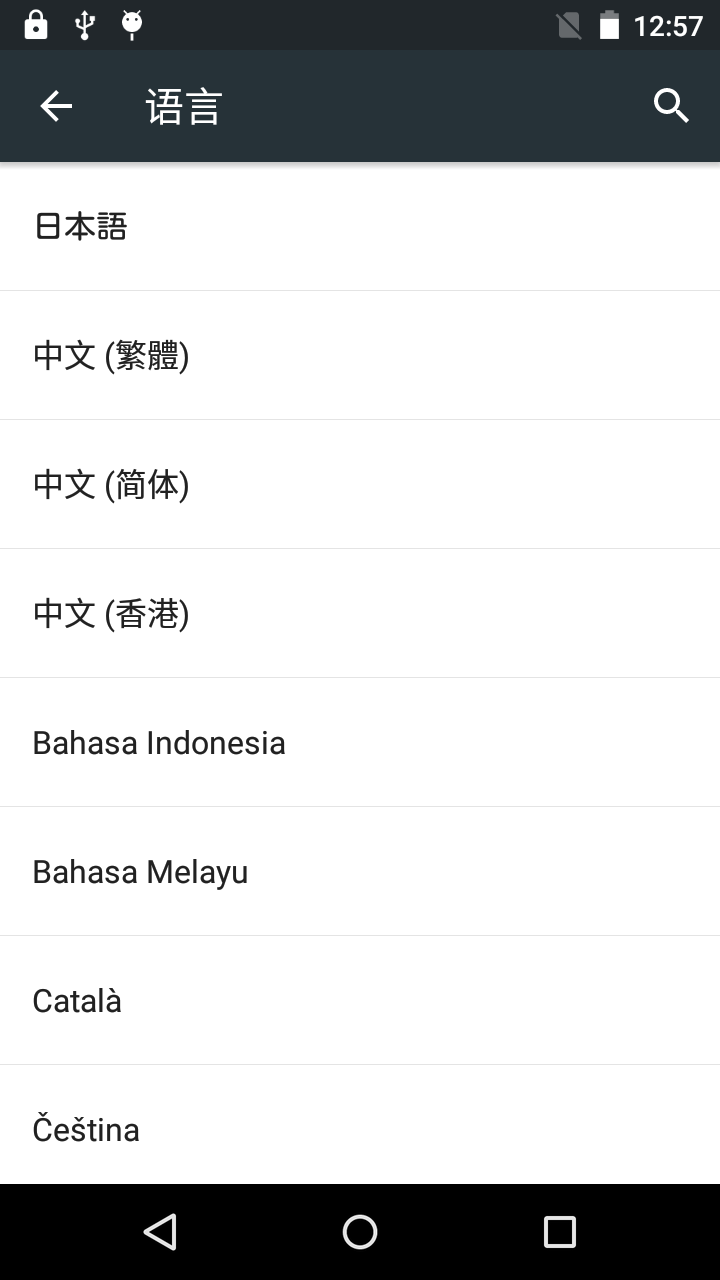 12:57
语言
日本語
中文 (繁體)
中文 (简体)
中文 (香港)
Bahasa Indonesia
Bahasa Melayu
Català
Čeština